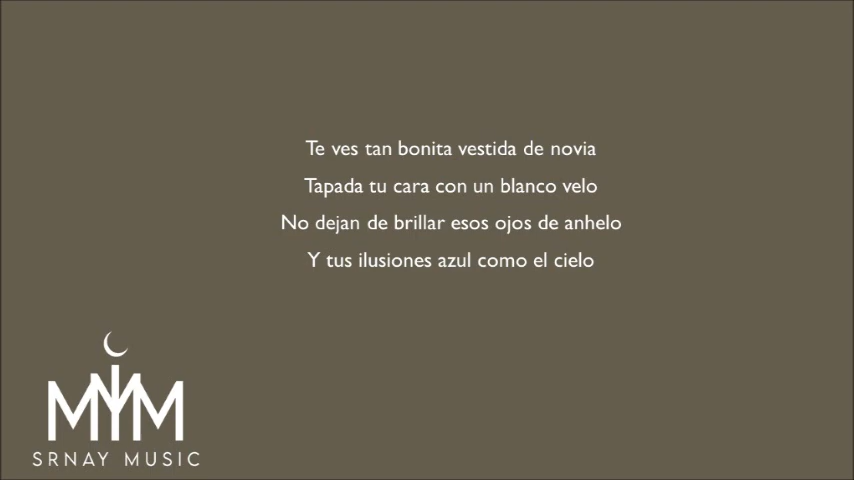 Te ves tan bonita vestida de novia
Tapada tu cara con un blanco velo
No dejan de brillar esos ojos de anhelo
Y tus ilusiones azul como el cielo
MYM
SRNAY MUSIC